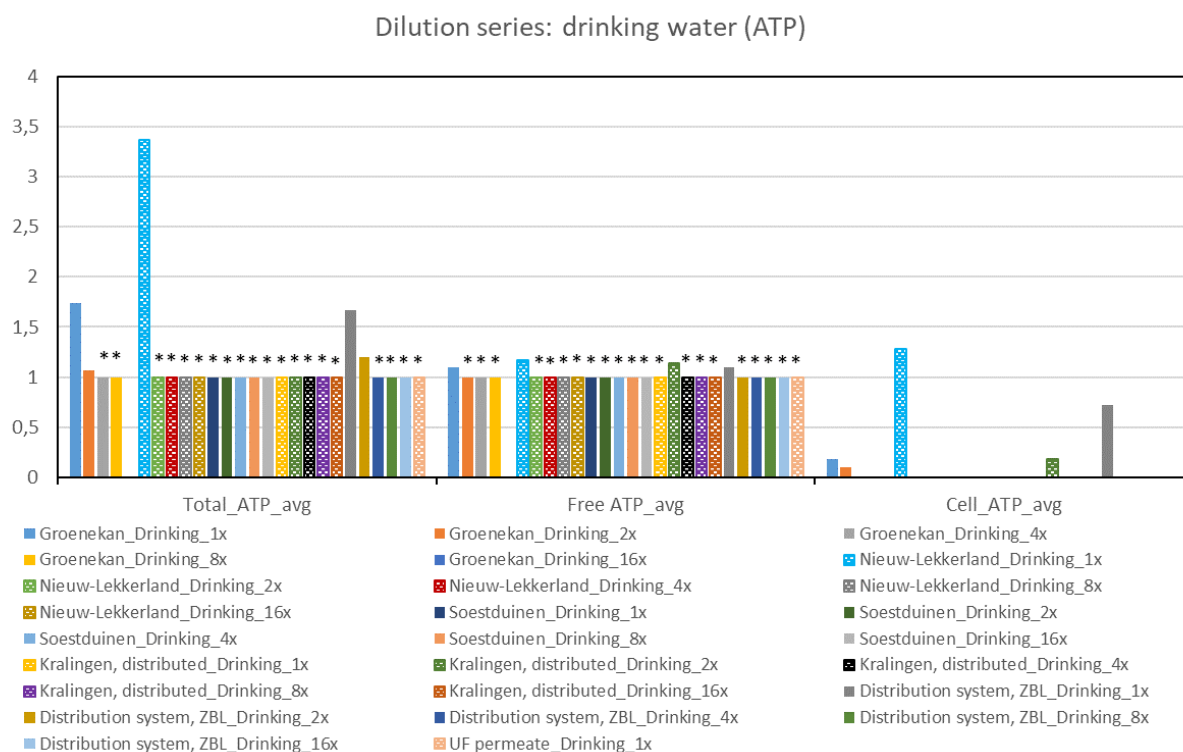 Dilution series: drinking water (ATP)
4
3,5
3
2,5
2
1,5
1
0,5
0
* * * * * * * * * * * * * * * * * * * *
* * * * * * * * * * * * * * * * * * * * *
Total_ATP_avg Free ATP_avg Cell_ATP_avg
Groenekan_Drinking_1x Groenekan_Drinking_2x Groenekan_Drinking_4x
Groenekan_Drinking_8x Groenekan_Drinking_16x Nieuw-Lekkerland_Drinking_1x
Nieuw-Lekkerland_Drinking_2x Nieuw-Lekkerland_Drinking_4x Nieuw-Lekkerland_Drinking_8x
Nieuw-Lekkerland_Drinking_16x Soestduinen_Drinking_1x Soestduinen_Drinking_2x
Soestduinen_Drinking_4x Soestduinen_Drinking_8x Soestduinen_Drinking_16x
Kralingen, distributed_Drinking_1x Kralingen, distributed_Drinking_2x Kralingen, distributed_Drinking_4x
Kralingen, distributed_Drinking_8x Kralingen, distributed_Drinking_16x Distribution system, ZBL_Drinking_1x
Distribution system, ZBL_Drinking_2x Distribution system, ZBL_Drinking_4x Distribution system, ZBL_Drinking_8x
Distribution system, ZBL_Drinking_16x UF permeate_Drinking_1x